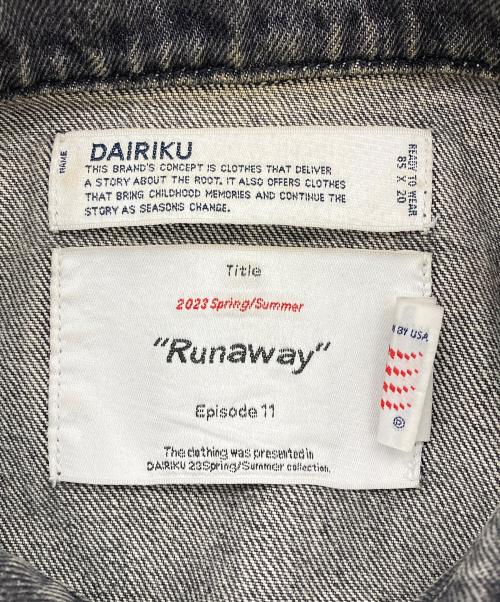 NAME
DAIRIKU
THIS BRAND'S CONCEPT IS CLOTHES THAT DELIVER
A STORY ABOUT THE ROOT. IT ALSO OFFERS CLOTHES
THAT BRING CHILDHOOD MEMORIES AND CONTINUE THE
STORY AS SEASONS CHANGE.
READY TO WEAR
85 X 20
Title
2023 Spring/Summer
"Runaway"
Episode 11
The clothing was presented in
DAIRIKU 23Spring/Summer collection.
BY USA.